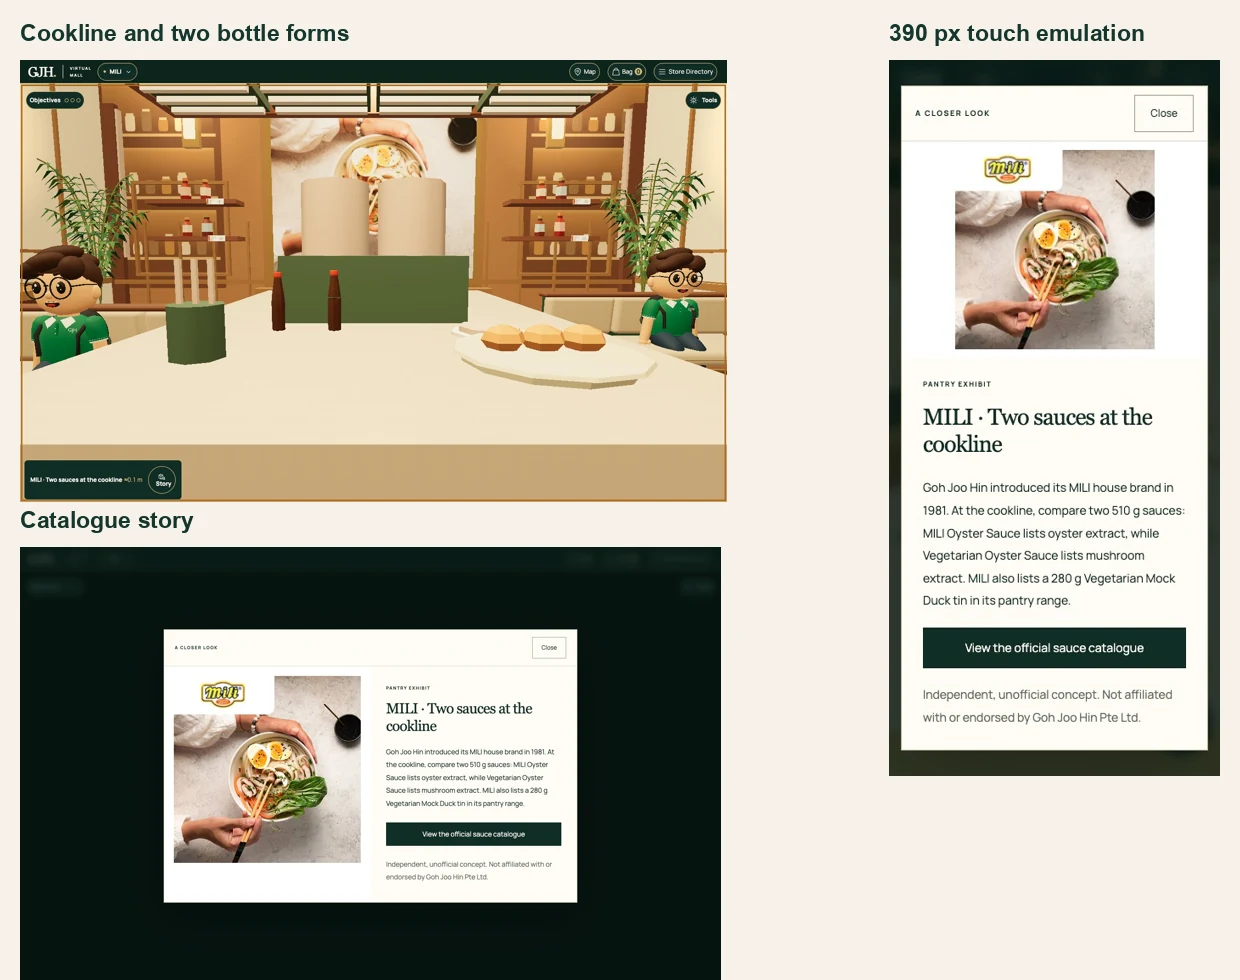 Cookline and two bottle forms
GJH. VIRTUAL MALL MILI Map Bag 0 Store Directory
Objectives Tools
MILI · Two sauces at the cookline ≈0.1 m Story
Catalogue story
A CLOSER LOOK Close
mili
PANTRY EXHIBIT
MILI · Two sauces at the
cookline
Goh Joo Hin introduced its MILI house brand in 1981. At
the cookline, compare two 510 g sauces: MILI Oyster
Sauce lists oyster extract, while Vegetarian Oyster
Sauce lists mushroom extract. MILI also lists a 280 g
Vegetarian Mock Duck tin in its pantry range.
View the official sauce catalogue
Independent, unofficial concept. Not affiliated with or
endorsed by Goh Joo Hin Pte Ltd.
390 px touch emulation
A CLOSER LOOK Close
mili
PANTRY EXHIBIT
MILI · Two sauces at the
cookline
Goh Joo Hin introduced its MILI house brand in
1981. At the cookline, compare two 510 g sauces:
MILI Oyster Sauce lists oyster extract, while
Vegetarian Oyster Sauce lists mushroom
extract. MILI also lists a 280 g Vegetarian Mock
Duck tin in its pantry range.
View the official sauce catalogue
Independent, unofficial concept. Not affiliated
with or endorsed by Goh Joo Hin Pte Ltd.